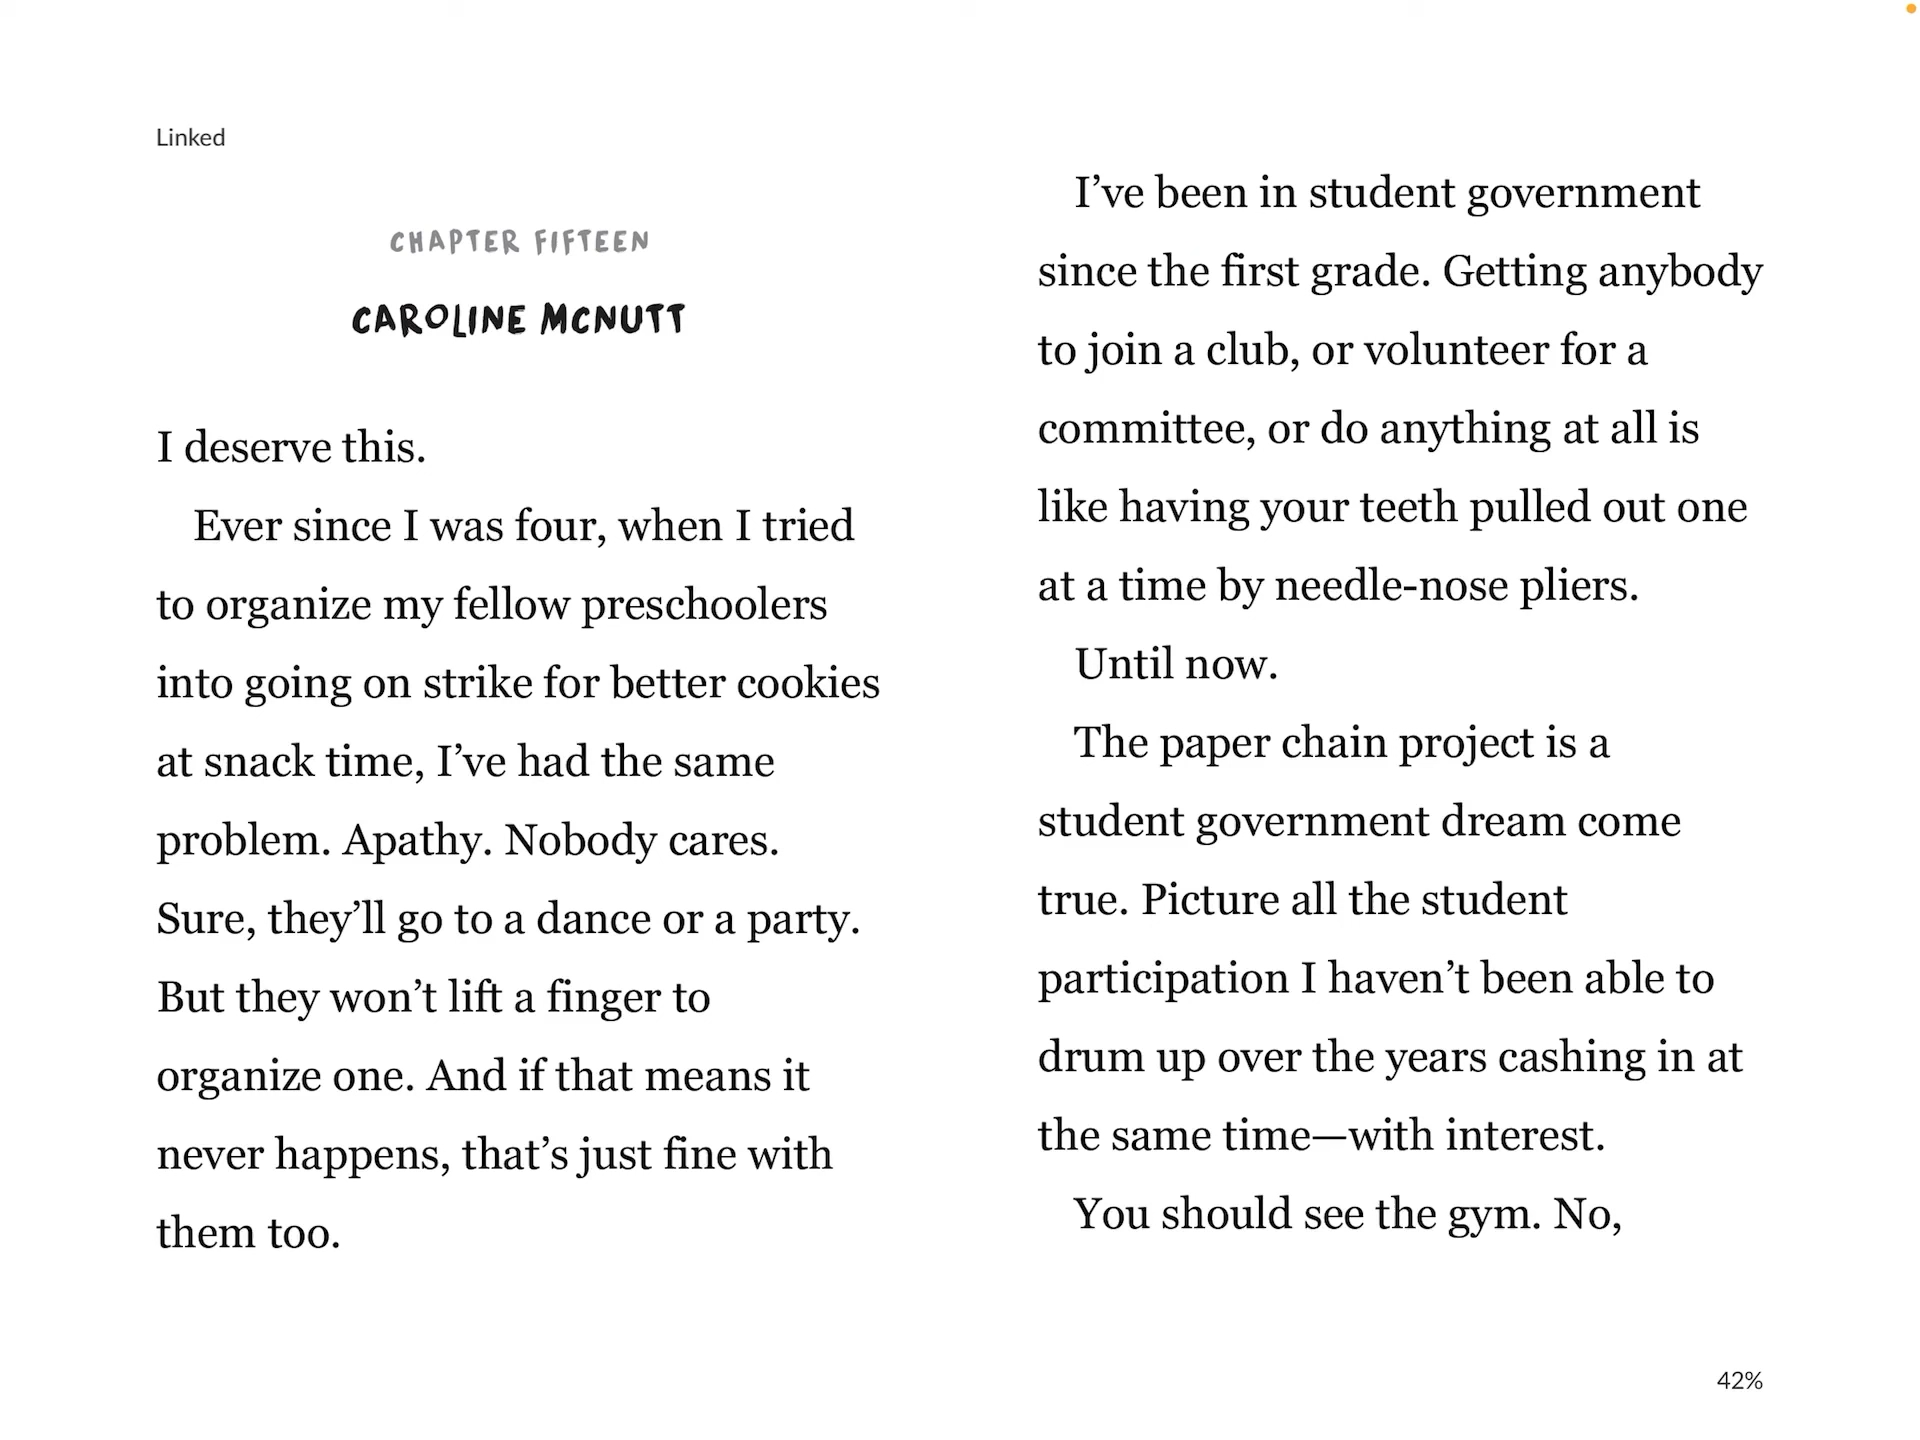 Linked
CHAPTER FIFTEEN
CAROLINE MCNUTT
I deserve this.
Ever since I was four, when I tried
to organize my fellow preschoolers
into going on strike for better cookies
at snack time, I’ve had the same
problem. Apathy. Nobody cares.
Sure, they’ll go to a dance or a party.
But they won’t lift a finger to
organize one. And if that means it
never happens, that’s just fine with
them too.
I’ve been in student government
since the first grade. Getting anybody
to join a club, or volunteer for a
committee, or do anything at all is
like having your teeth pulled out one
at a time by needle-nose pliers.
Until now.
The paper chain project is a
student government dream come
true. Picture all the student
participation I haven’t been able to
drum up over the years cashing in at
the same time—with interest.
You should see the gym. No,
42%